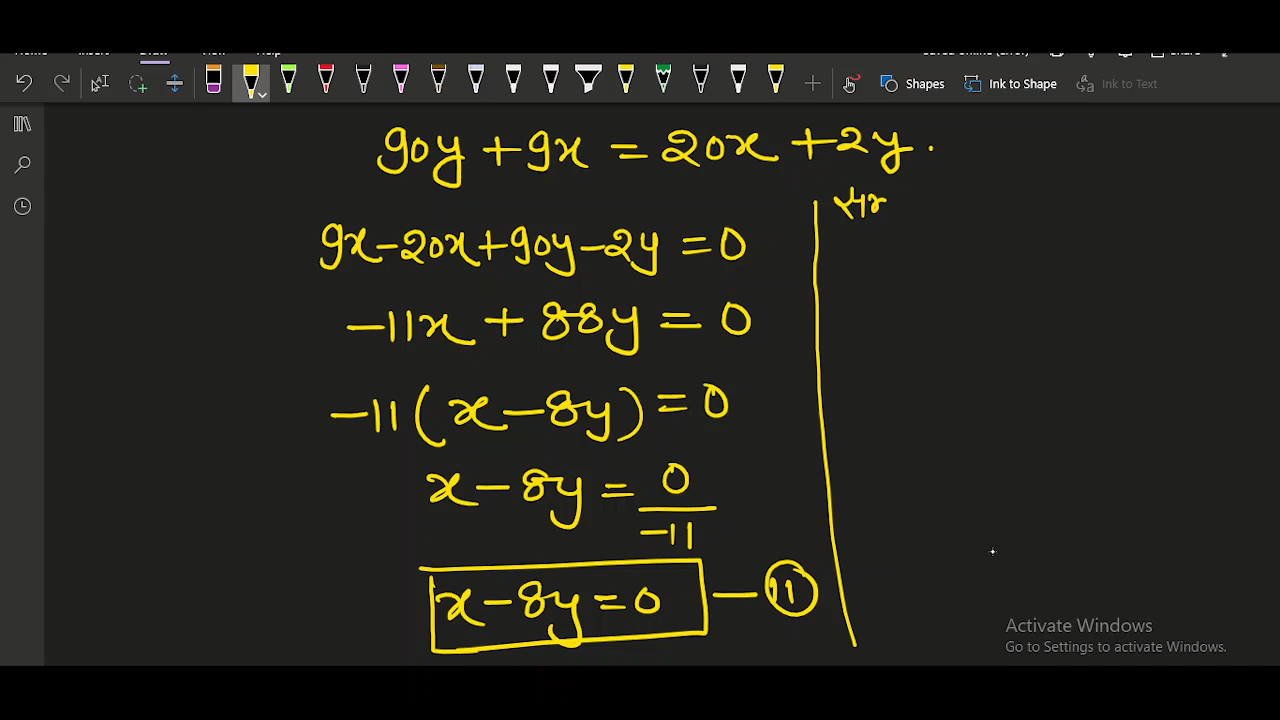 Shapes Ink to Shape Ink to Text
90y + 9x = 20x + 2y.
9x - 20x + 90y - 2y = 0
-11x + 88y = 0
-11(x - 8y) = 0
x - 8y = 0
-11
x - 8y = 0 — 11
Activate Windows
Go to Settings to activate Windows.